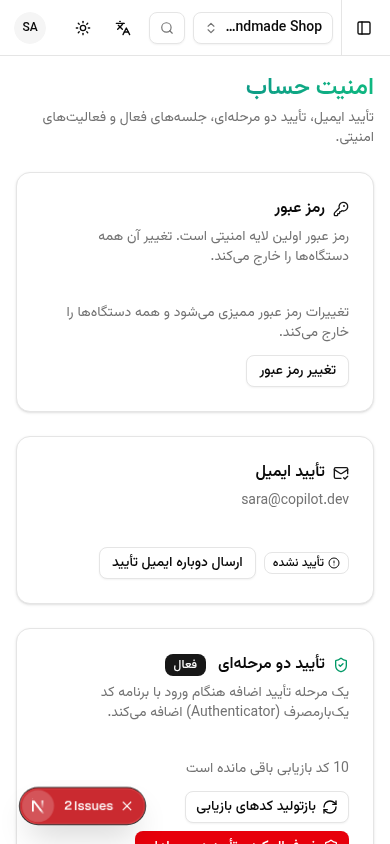 SA
...ndmade Shop
امنیت حساب
تأیید ایمیل، تأیید دو مرحله‌ای، جلسه‌های فعال و فعالیت‌های
امنیتی.
رمز عبور
رمز عبور اولین لایه امنیتی است. تغییر آن همه
دستگاه‌ها را خارج می‌کند.
تغییرات رمز عبور ممیزی می‌شود و همه دستگاه‌ها را
خارج می‌کند.
تغییر رمز عبور
تأیید ایمیل
sara@copilot.dev
تأیید نشده
ارسال دوباره ایمیل تأیید
تأیید دو مرحله‌ای فعال
یک مرحله تأیید اضافه هنگام ورود با برنامه کد
یک‌بارمصرف (Authenticator) اضافه می‌کند.
10 کد بازیابی باقی مانده است
بازتولید کدهای بازیابی
N 2 Issues